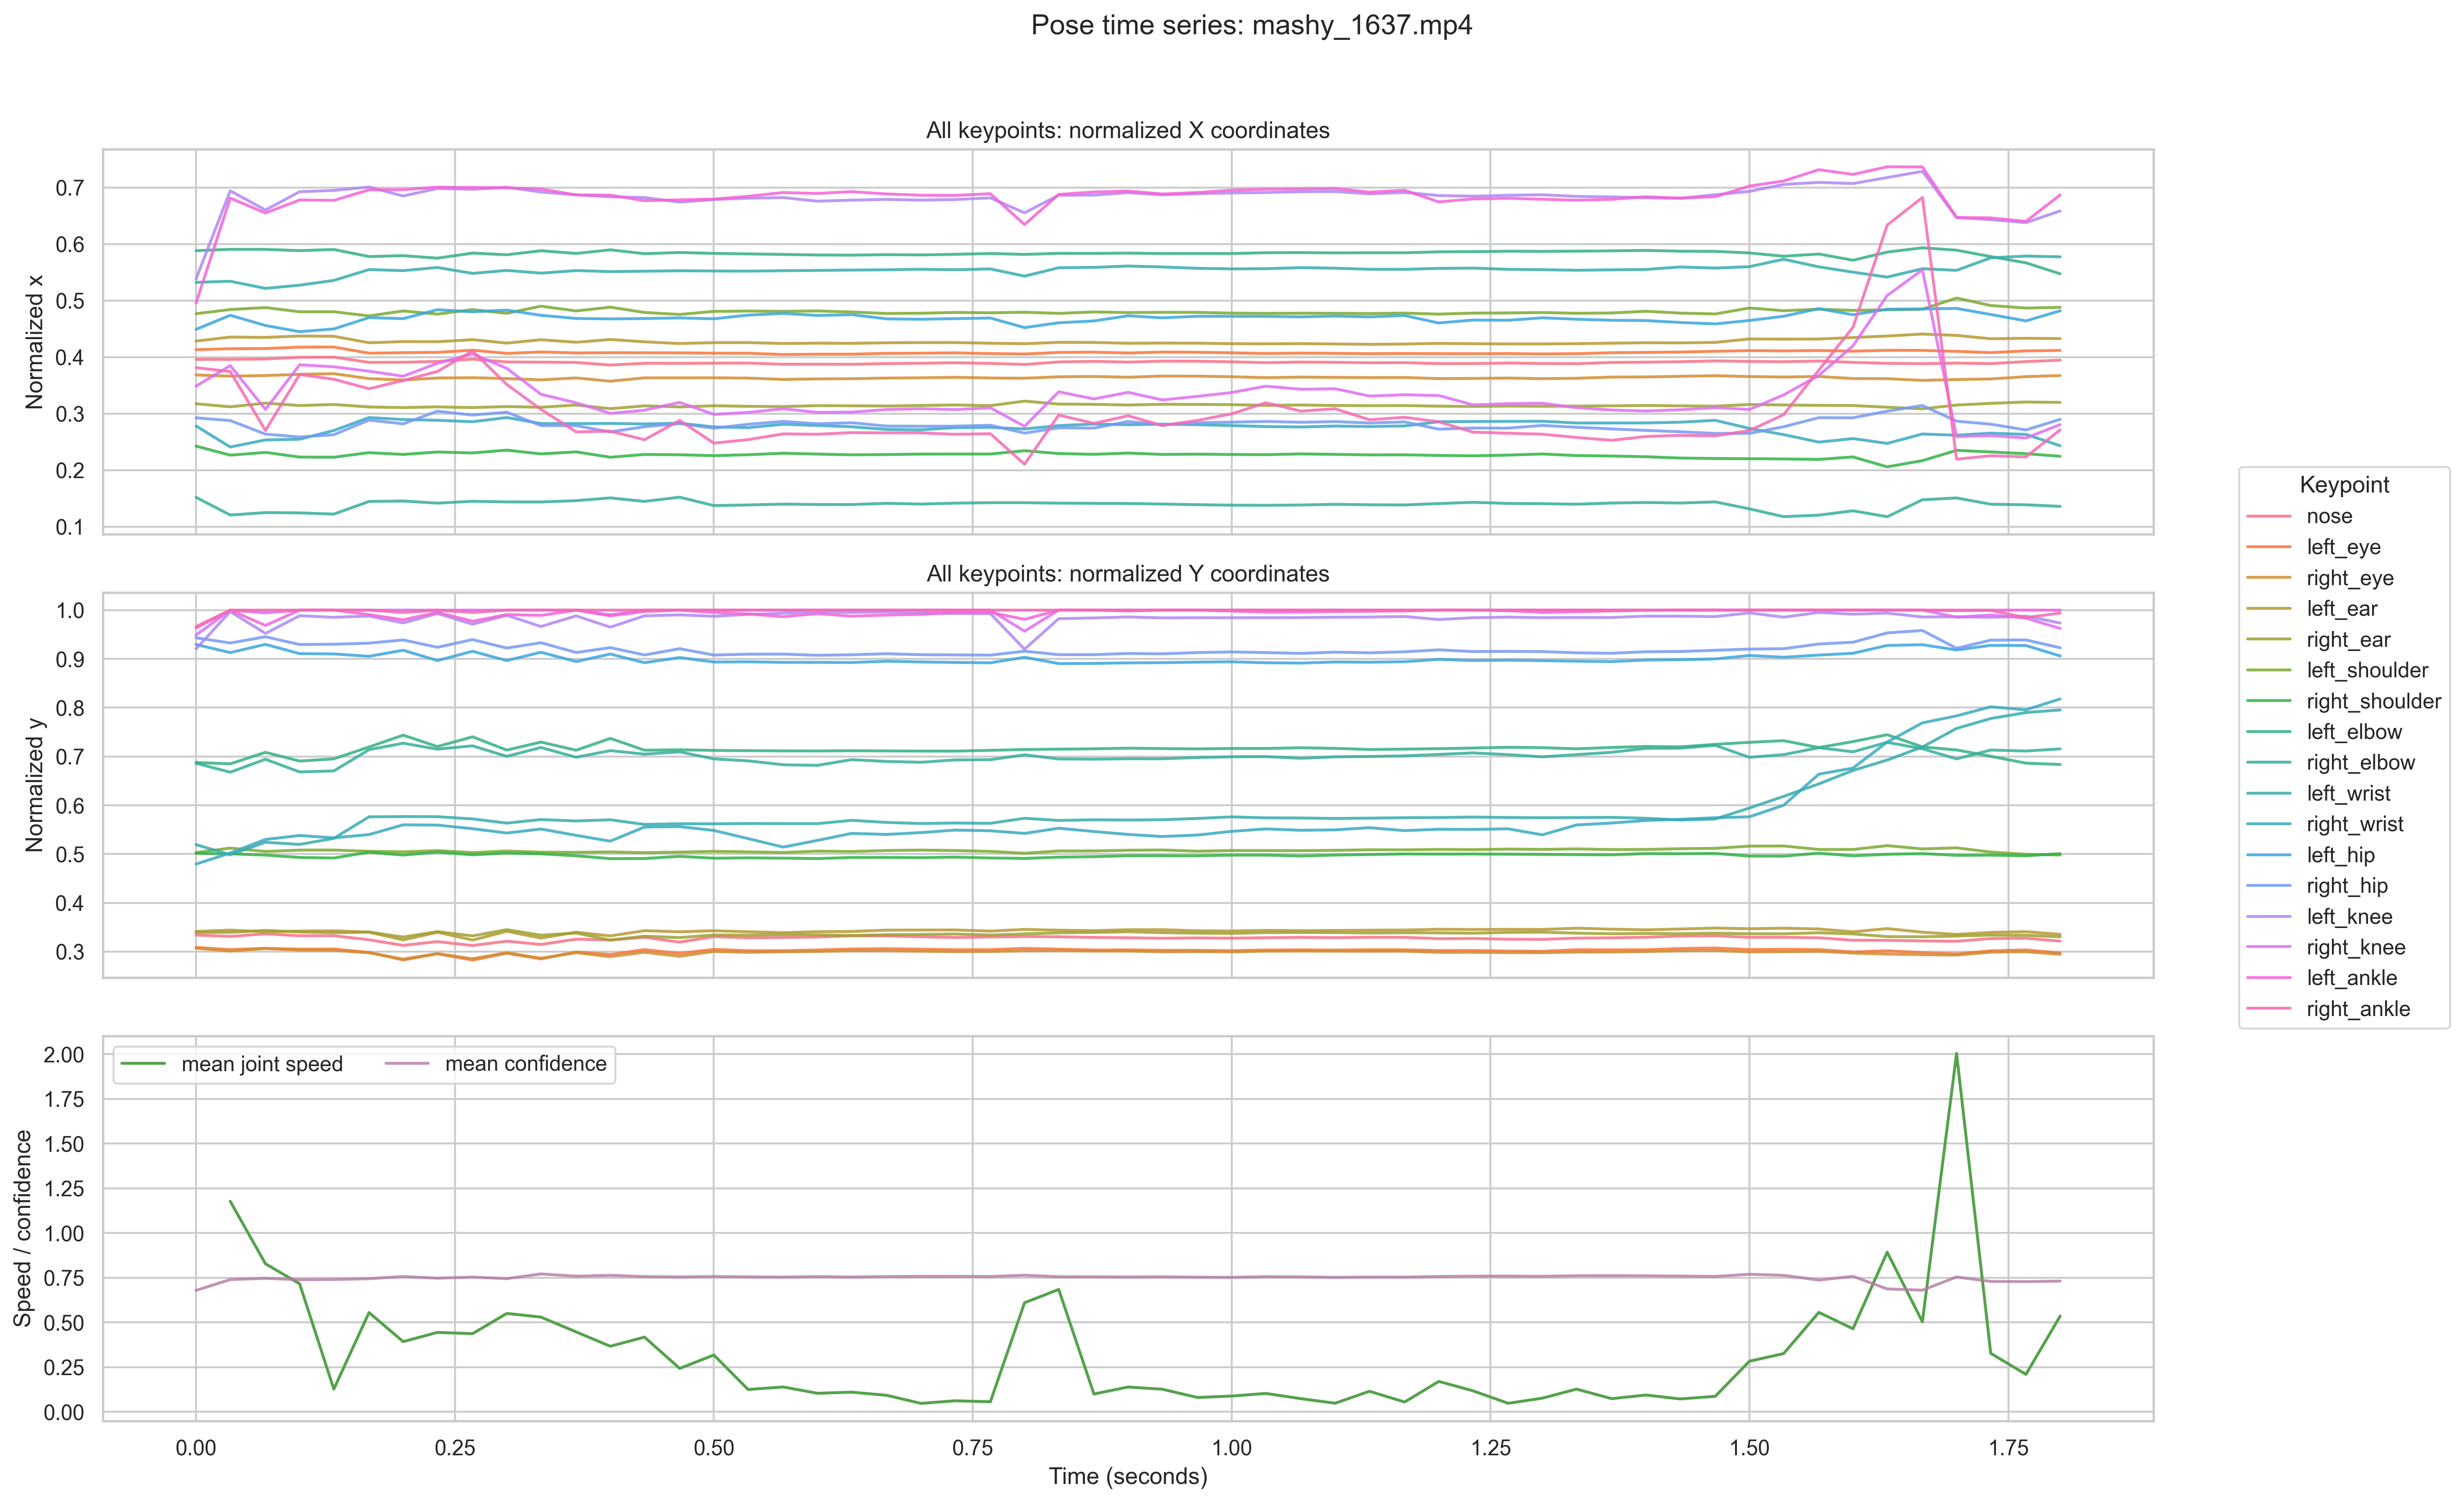 Pose time series: mashy_1637.mp4
All keypoints: normalized X coordinates
Normalized x
0.7
0.6
0.5
0.4
0.3
0.2
0.1
All keypoints: normalized Y coordinates
Normalized y
1.0
0.9
0.8
0.7
0.6
0.5
0.4
0.3
Keypoint
nose
left_eye
right_eye
left_ear
right_ear
left_shoulder
right_shoulder
left_elbow
right_elbow
left_wrist
right_wrist
left_hip
right_hip
left_knee
right_knee
left_ankle
right_ankle
mean joint speed mean confidence
Speed / confidence
2.00
1.75
1.50
1.25
1.00
0.75
0.50
0.25
0.00
0.00 0.25 0.50 0.75 1.00 1.25 1.50 1.75
Time (seconds)